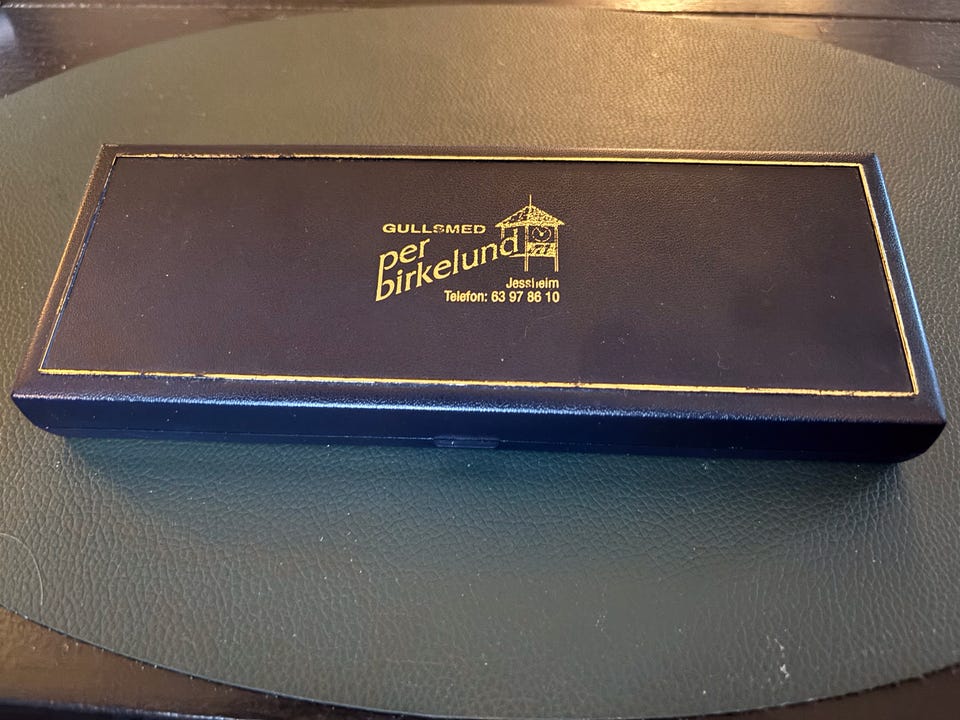 GULLSMED
per
birkelund
Jessheim
Telefon: 63 97 86 10